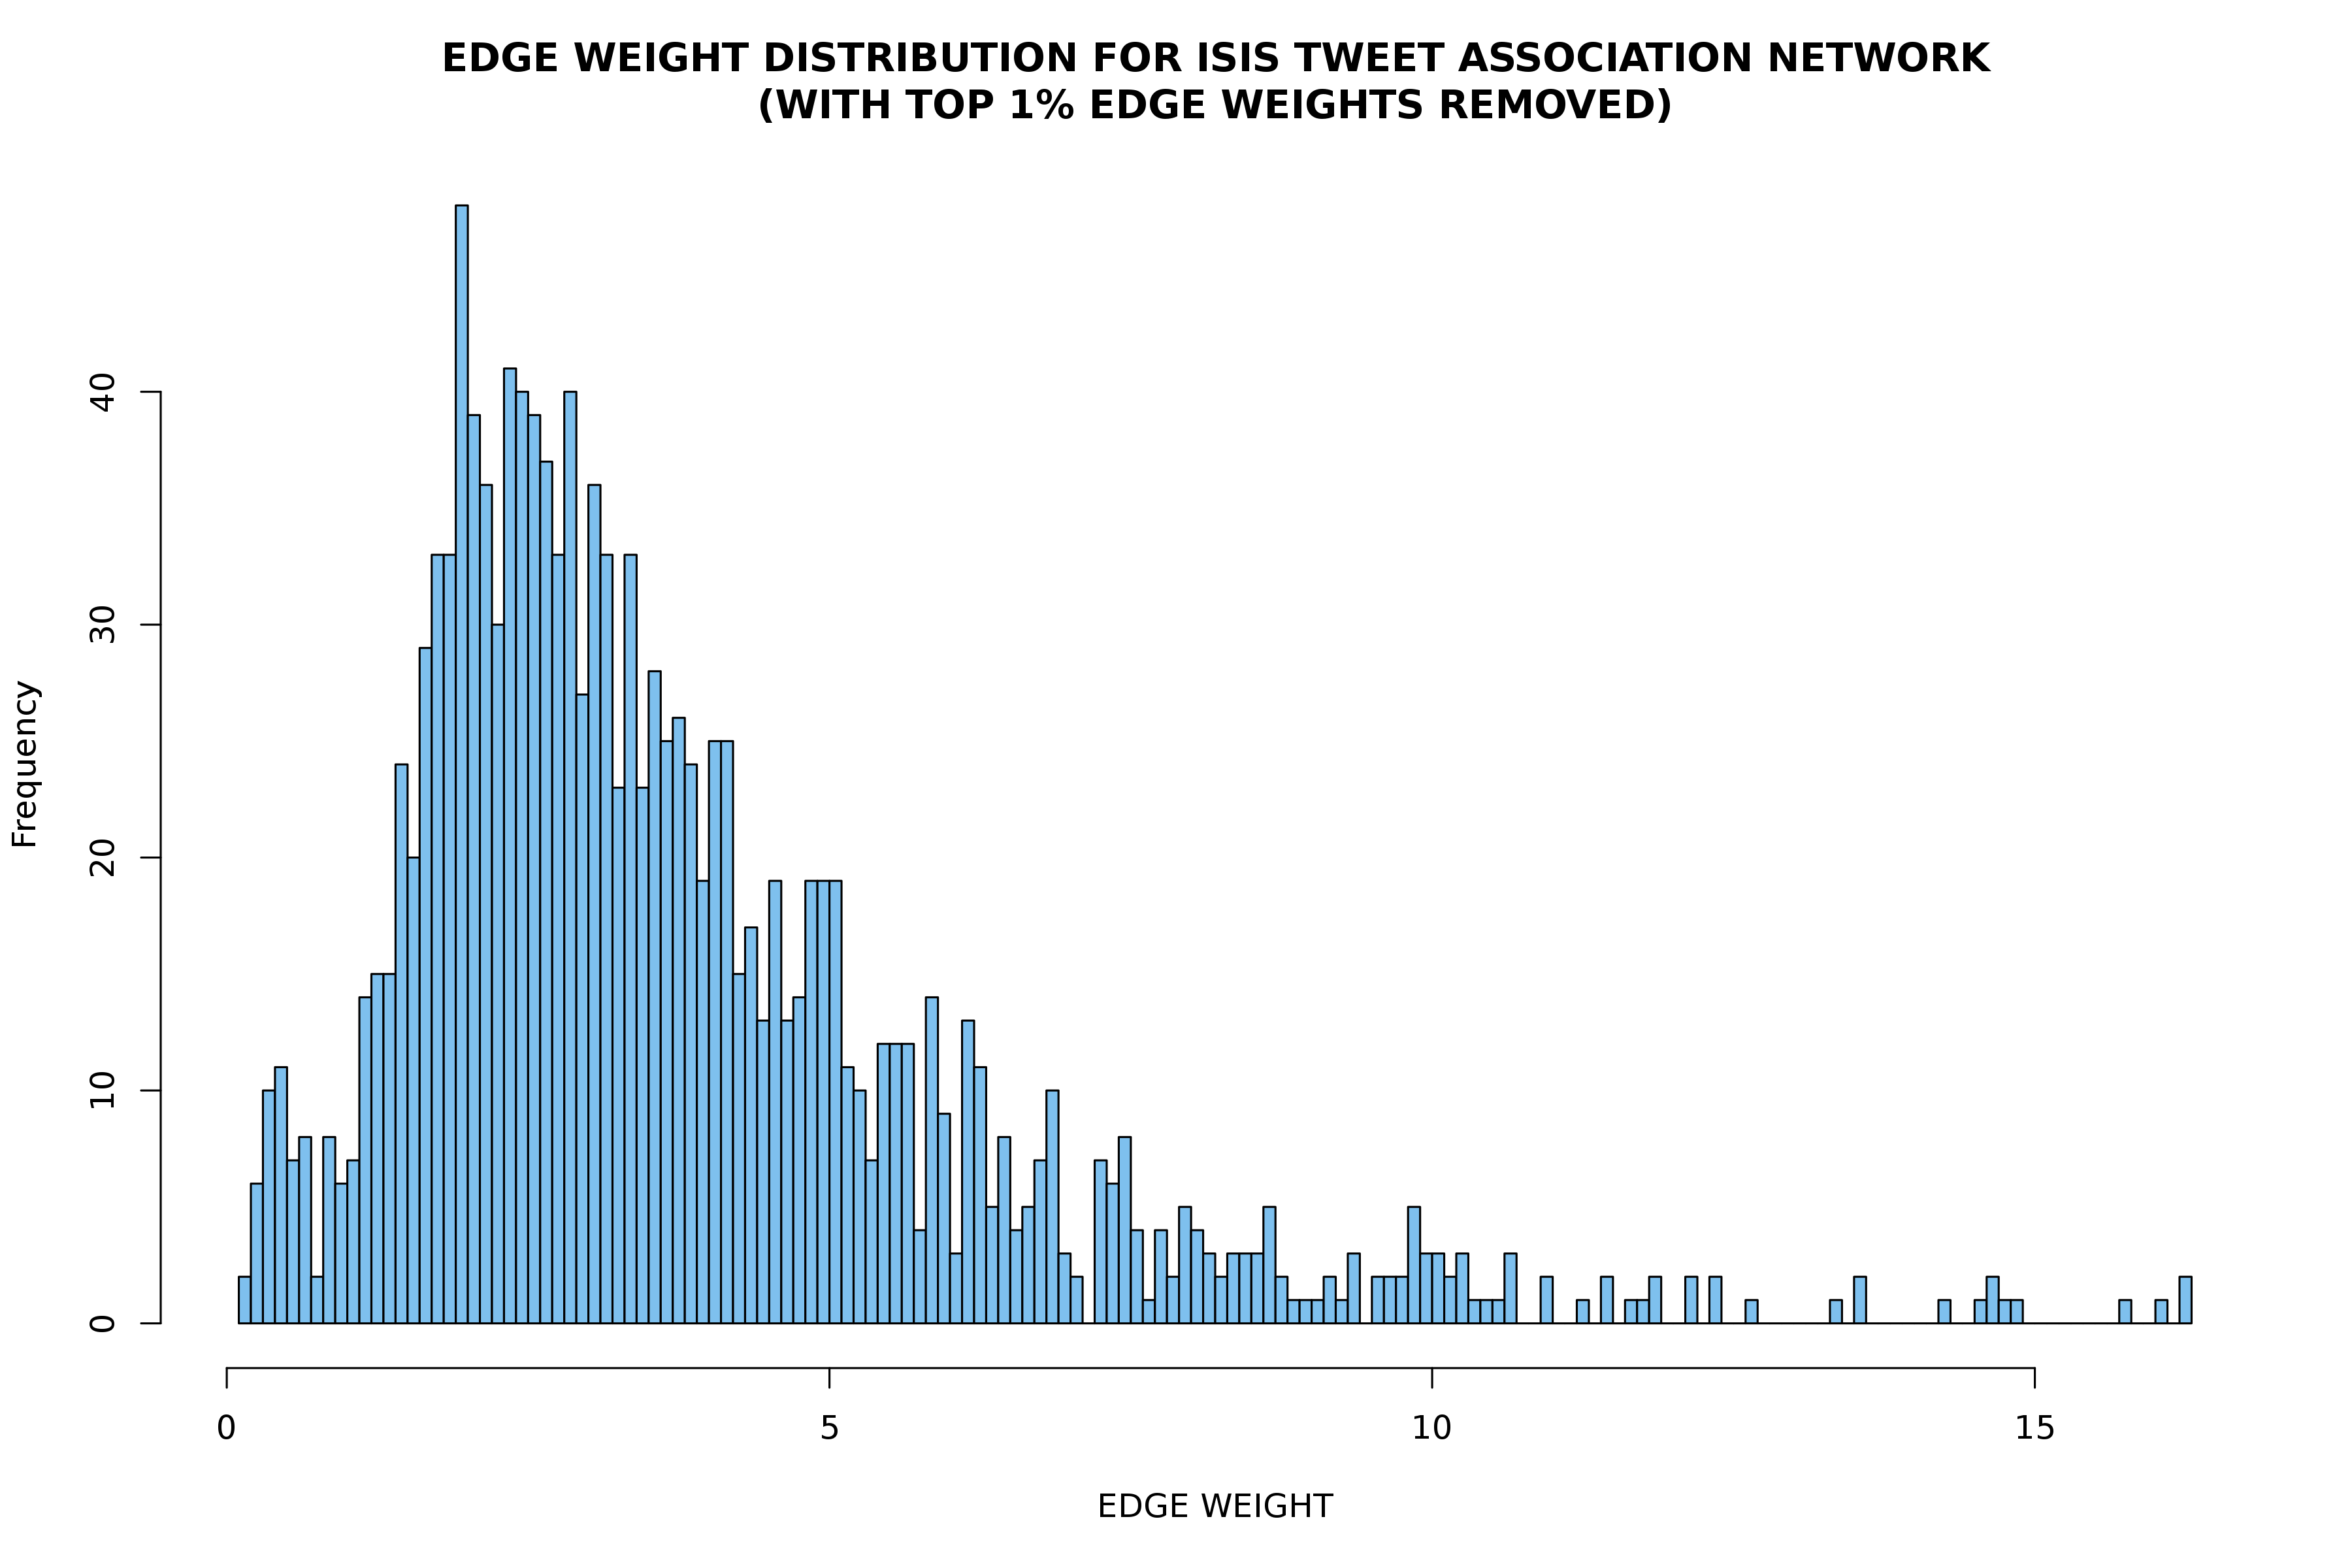 EDGE WEIGHT DISTRIBUTION FOR ISIS TWEET ASSOCIATION NETWORK
(WITH TOP 1% EDGE WEIGHTS REMOVED)
Frequency
40
30
20
10
0
0 5 10 15
EDGE WEIGHT